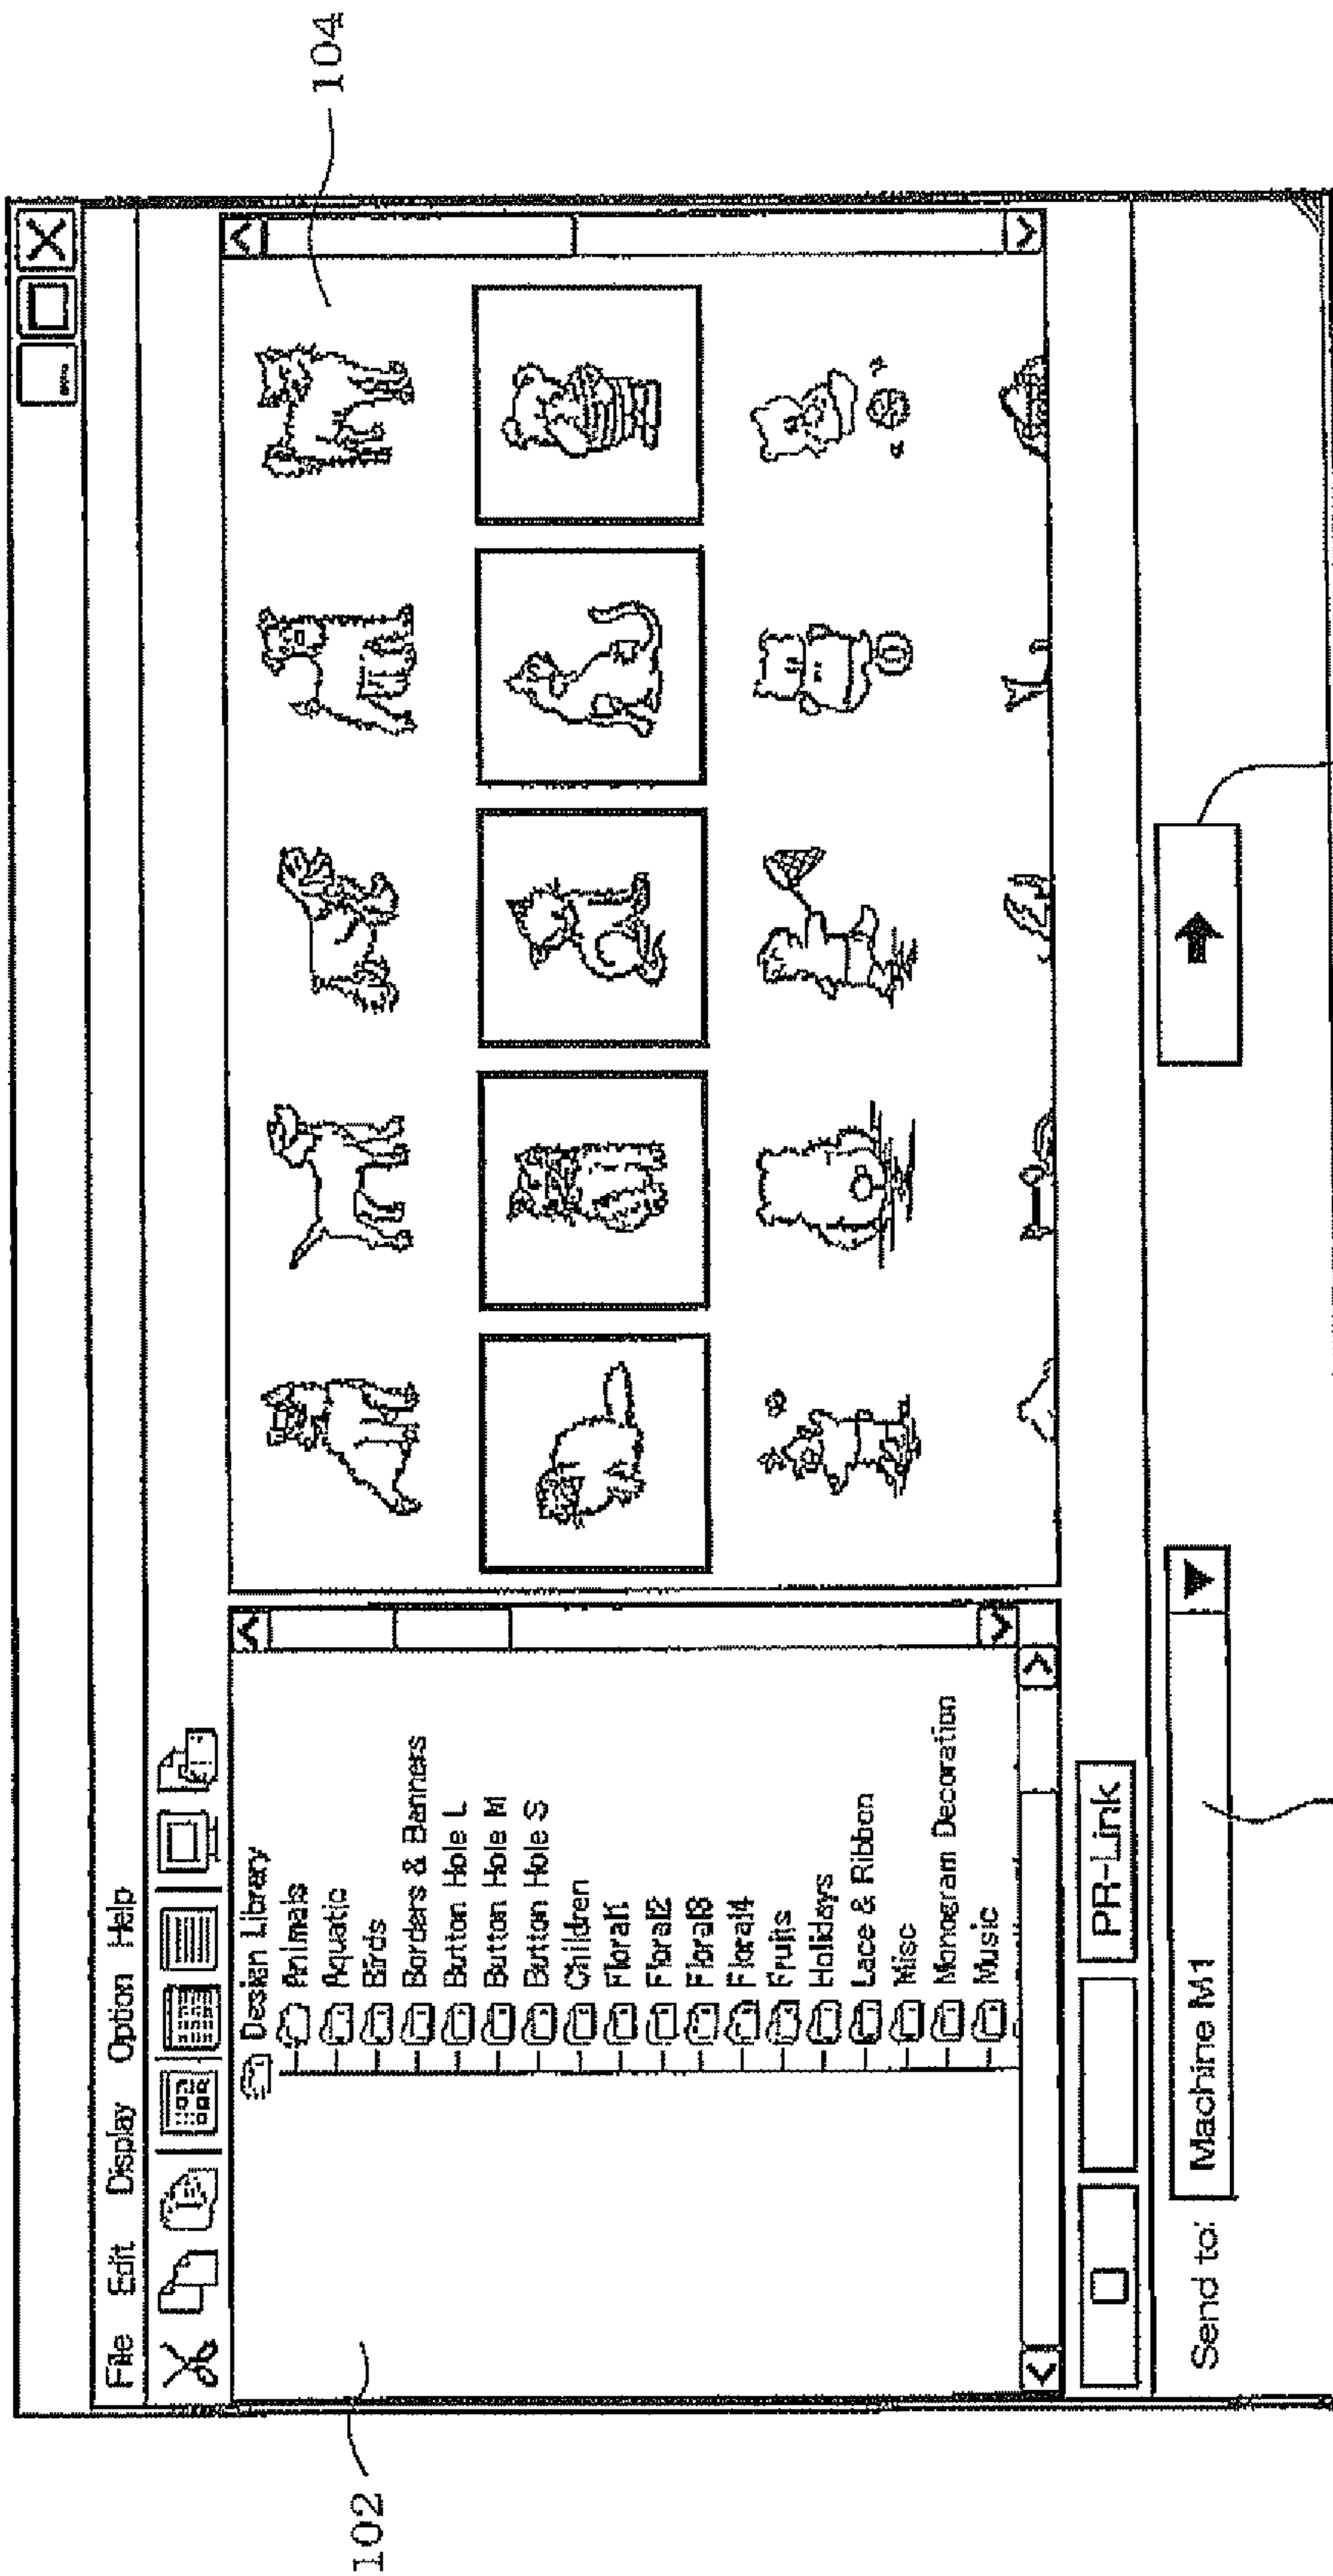 104
File Edit Display Option Help
Design Library
Animals
Aquatic
Birds
Borders & Banners
Button Hole L
Button Hole M
Button Hole S
Children
Floral1
Floral2
Floral3
Floral4
Fruits
Holidays
Lace & Ribbon
Misc
Monogram Decoration
Music
102
PR-Link
Send to: Machine M1